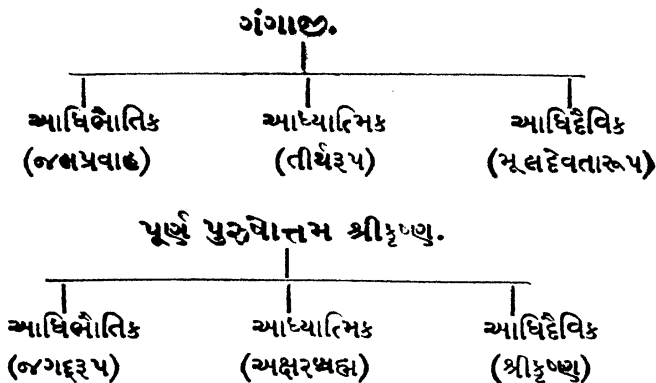 ગંગાજી.
આધિભૌતિક આધ્યાત્મિક આધિદૈવિક
(જલપ્રવાહ) (તીર્થરૂપ) (મૂલદેવતારૂપ)
પૂર્ણ પુરુષોત્તમ શ્રીકૃષ્ણ.
આધિભૌતિક આધ્યાત્મિક આધિદૈવિક
(જગદ્રૂપ) (અક્ષરબ્રહ્મ) (શ્રીકૃષ્ણ)